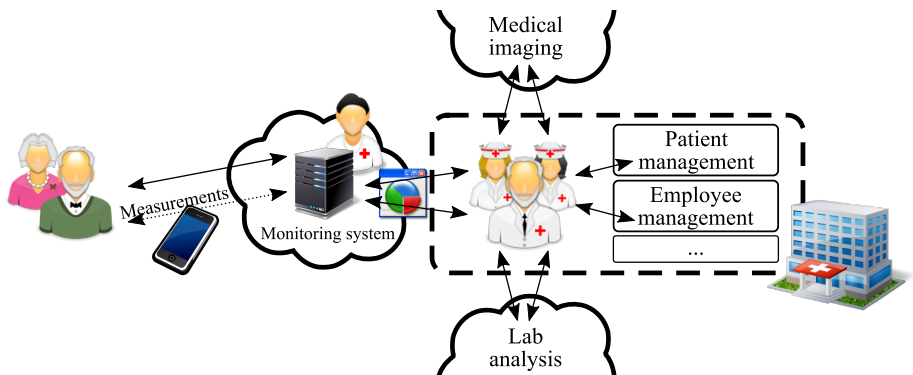 Medical
imaging
Patient
management
Measurements
Employee
management
Monitoring system
...
Lab
analysis